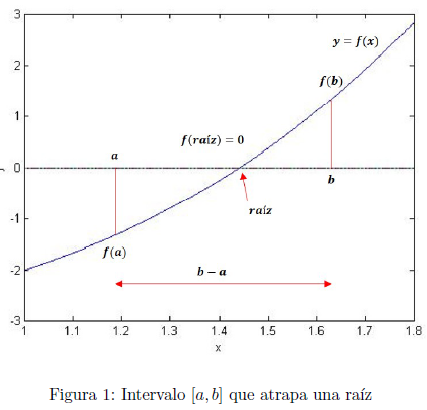 3
y = f(x)
2
f(b)
1
f(raíz) = 0
a
0
b
raíz
-1
f(a)
b − a
-2
-3
1 1.1 1.2 1.3 1.4 1.5 1.6 1.7 1.8
x
Figura 1: Intervalo [a, b] que atrapa una raíz